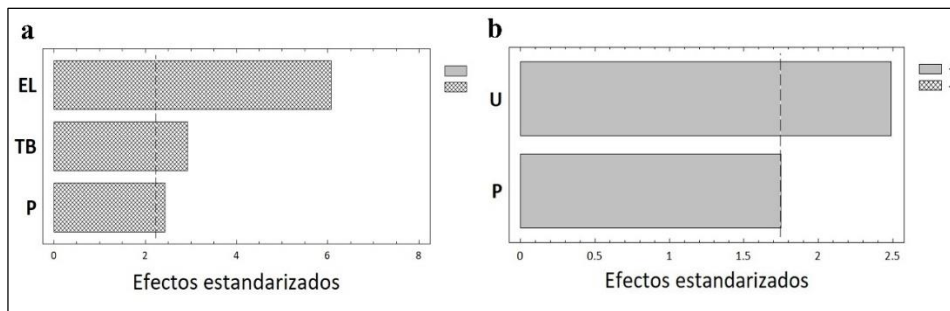 a
EL
TB
P
0 2 4 6 8
Efectos estandarizados
b
U
P
0 0.5 1 1.5 2 2.5
Efectos estandarizados